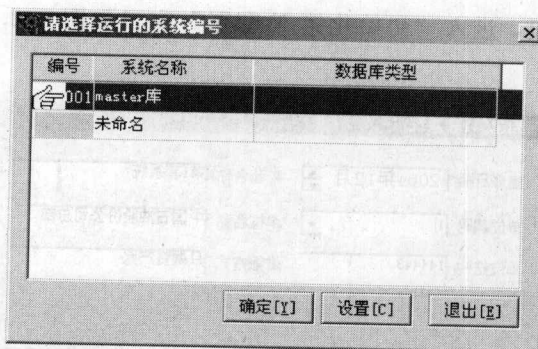 请选择运行的系统编号
编号 系统名称 数据库类型
001 master库
未命名
确定[Y] 设置[C] 退出[E]